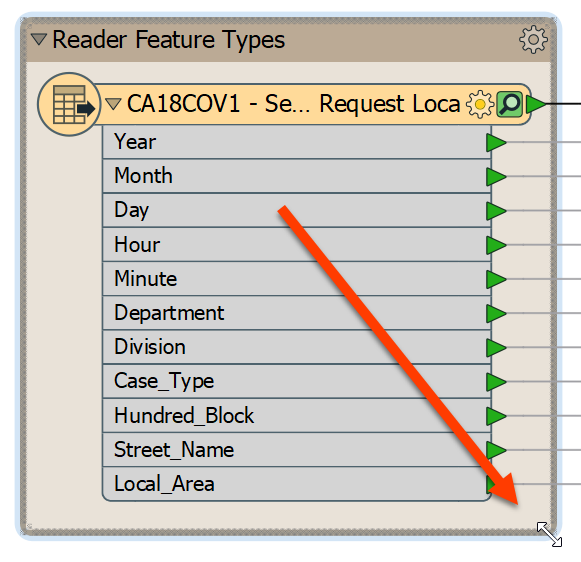 Reader Feature Types
CA18COV1 - Se... Request Loca
Year
Month
Day
Hour
Minute
Department
Division
Case_Type
Hundred_Block
Street_Name
Local_Area